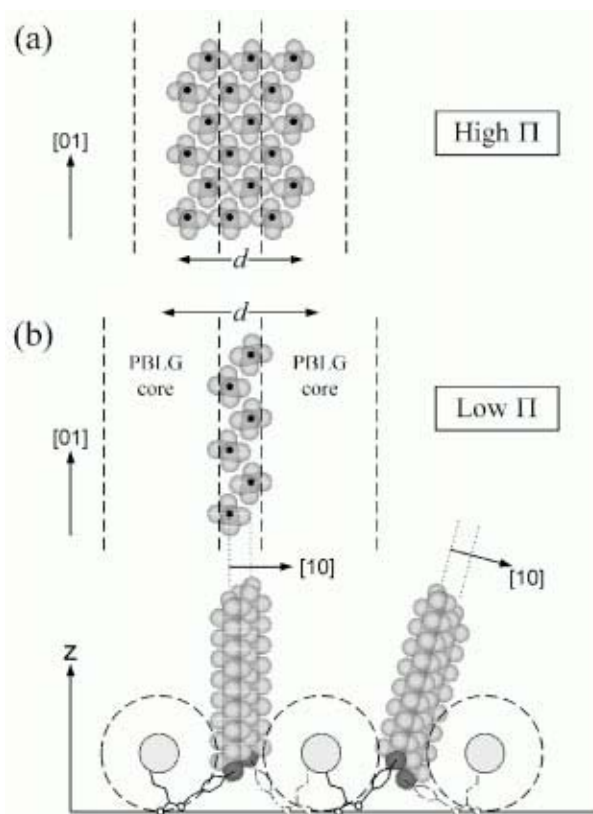 (a)
[01]
High Π
d
(b)
d
PBLG core
PBLG core
[01]
Low Π
[10]
[10]
z